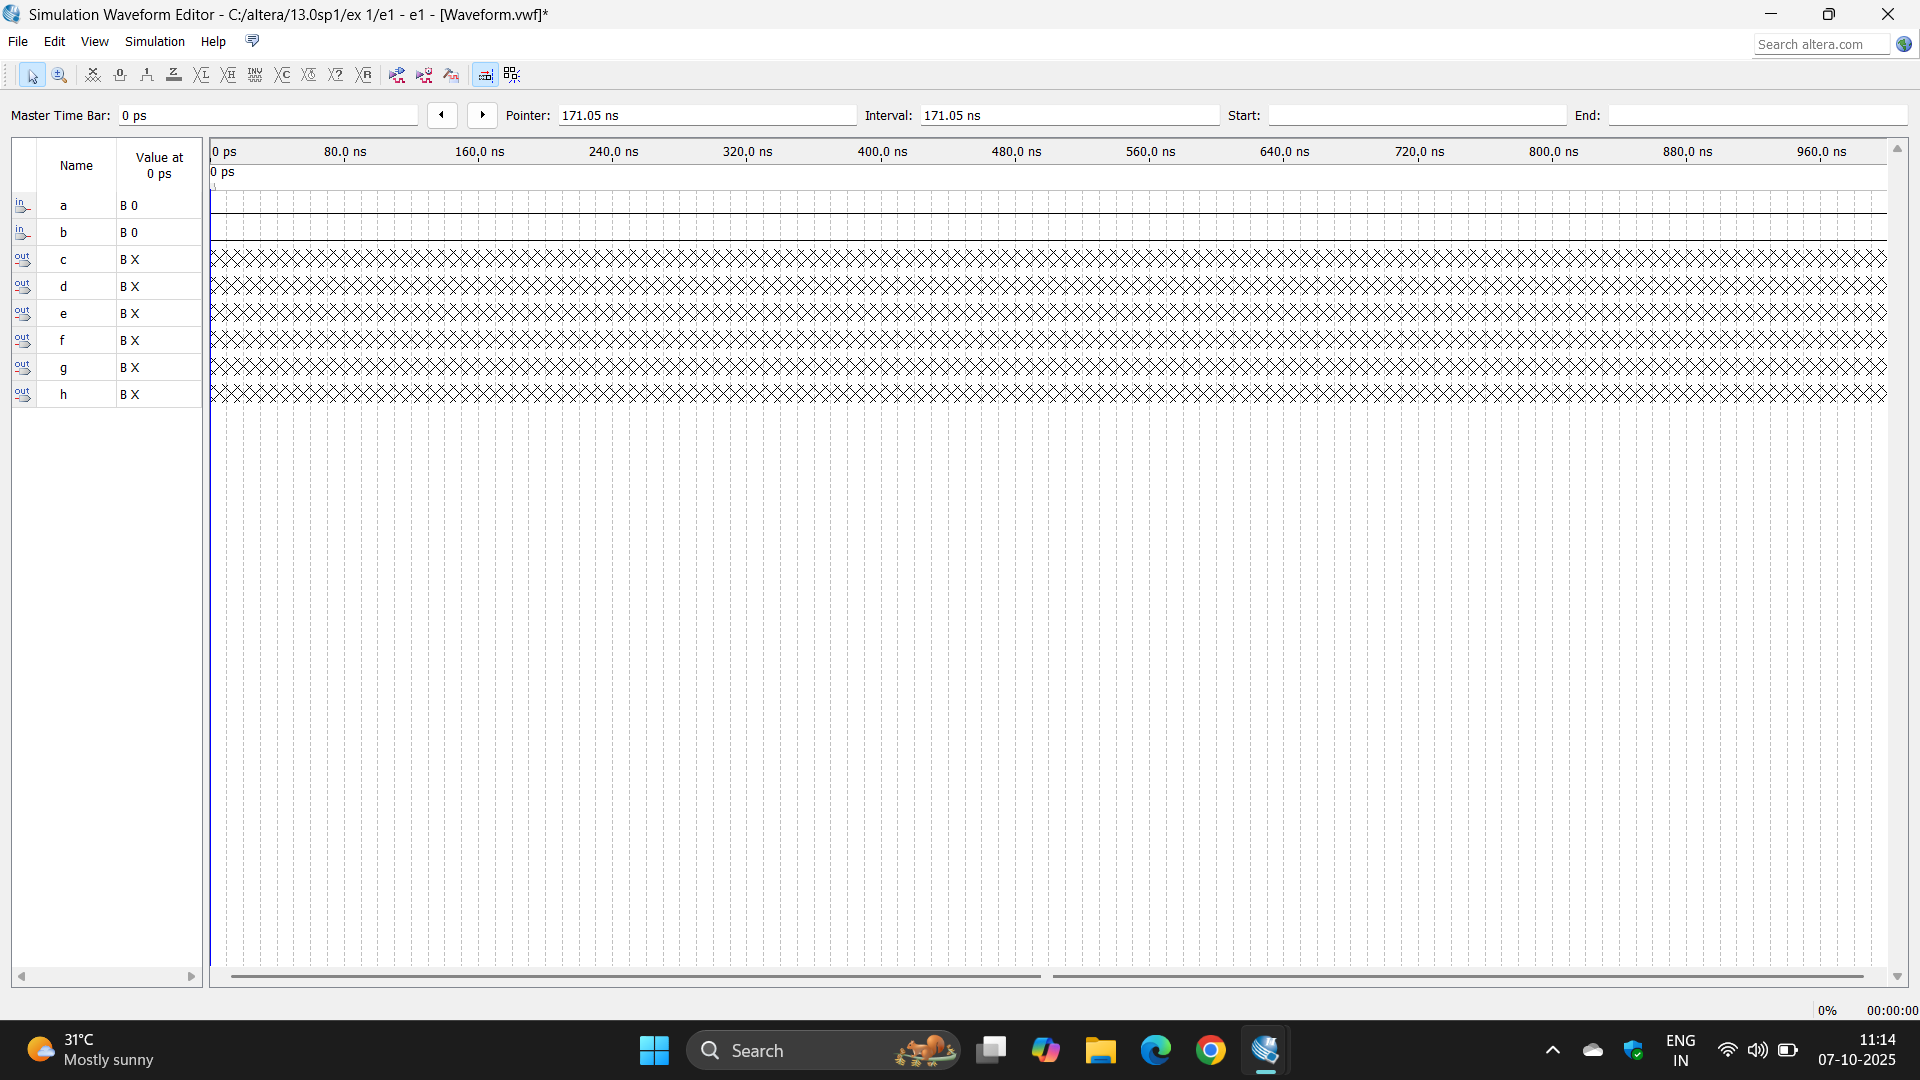 Simulation Waveform Editor - C:/altera/13.0sp1/ex 1/e1 - e1 - [Waveform.vwf]*
File Edit View Simulation Help
Search altera.com
Master Time Bar: 0 ps Pointer: 171.05 ns Interval: 171.05 ns Start: End:
Name Value at 0 ps
0 ps 80.0 ns 160.0 ns 240.0 ns 320.0 ns 400.0 ns 480.0 ns 560.0 ns 640.0 ns 720.0 ns 800.0 ns 880.0 ns 960.0 ns
0 ps
in a B 0
in b B 0
out c B X
out d B X
out e B X
out f B X
out g B X
out h B X
0% 00:00:00
31°C
Mostly sunny
Search
ENG
IN
11:14
07-10-2025